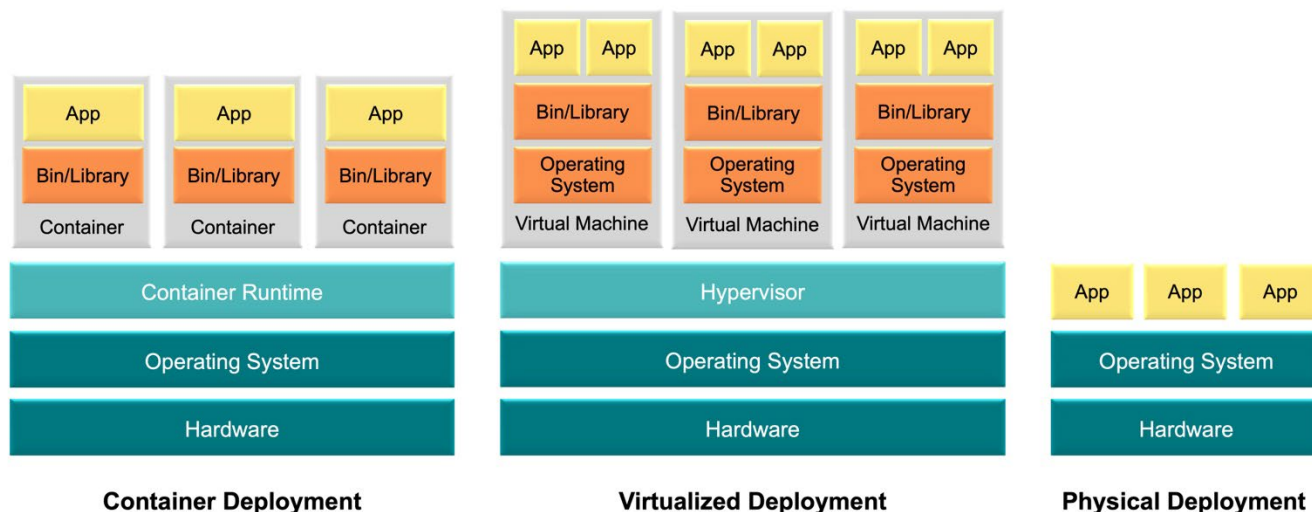 App
App
App
Bin/Library
Bin/Library
Bin/Library
Container
Container
Container
Container Runtime
Operating System
Hardware
Container Deployment
App App
App App
App App
Bin/Library
Bin/Library
Bin/Library
Operating
System
Operating
System
Operating
System
Virtual Machine
Virtual Machine
Virtual Machine
Hypervisor
Operating System
Hardware
Virtualized Deployment
App
App
App
Operating System
Hardware
Physical Deployment